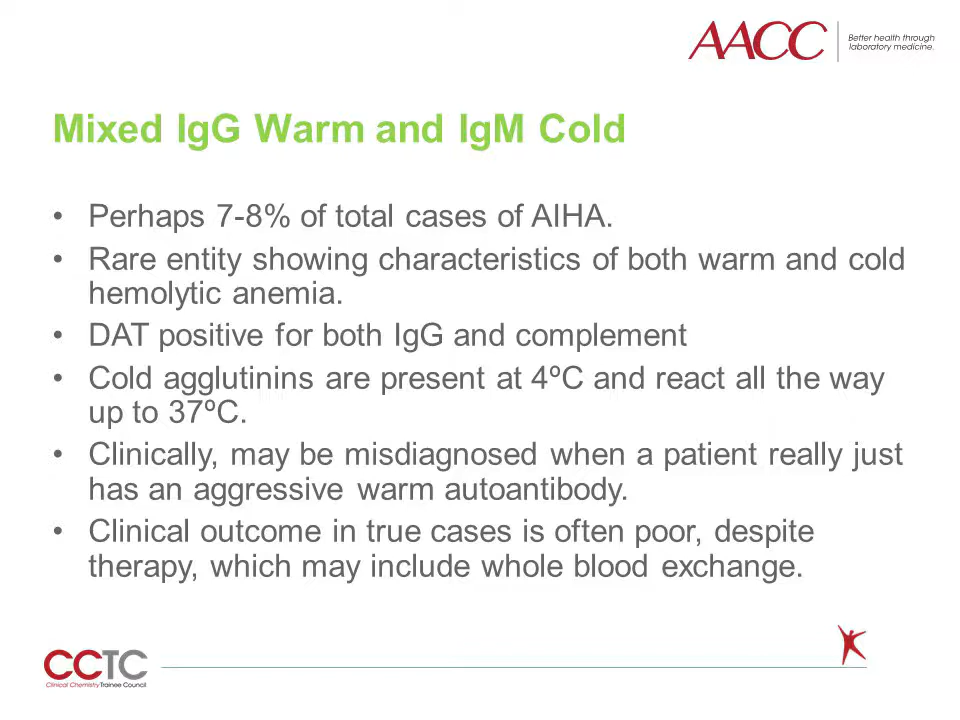 AACC
Better health through
laboratory medicine.
Mixed IgG Warm and IgM Cold
• Perhaps 7-8% of total cases of AIHA.
• Rare entity showing characteristics of both warm and cold
hemolytic anemia.
• DAT positive for both IgG and complement
• Cold agglutinins are present at 4ºC and react all the way
up to 37ºC.
• Clinically, may be misdiagnosed when a patient really just
has an aggressive warm autoantibody.
• Clinical outcome in true cases is often poor, despite
therapy, which may include whole blood exchange.
CCTC
Clinical Chemistry Trainee Council